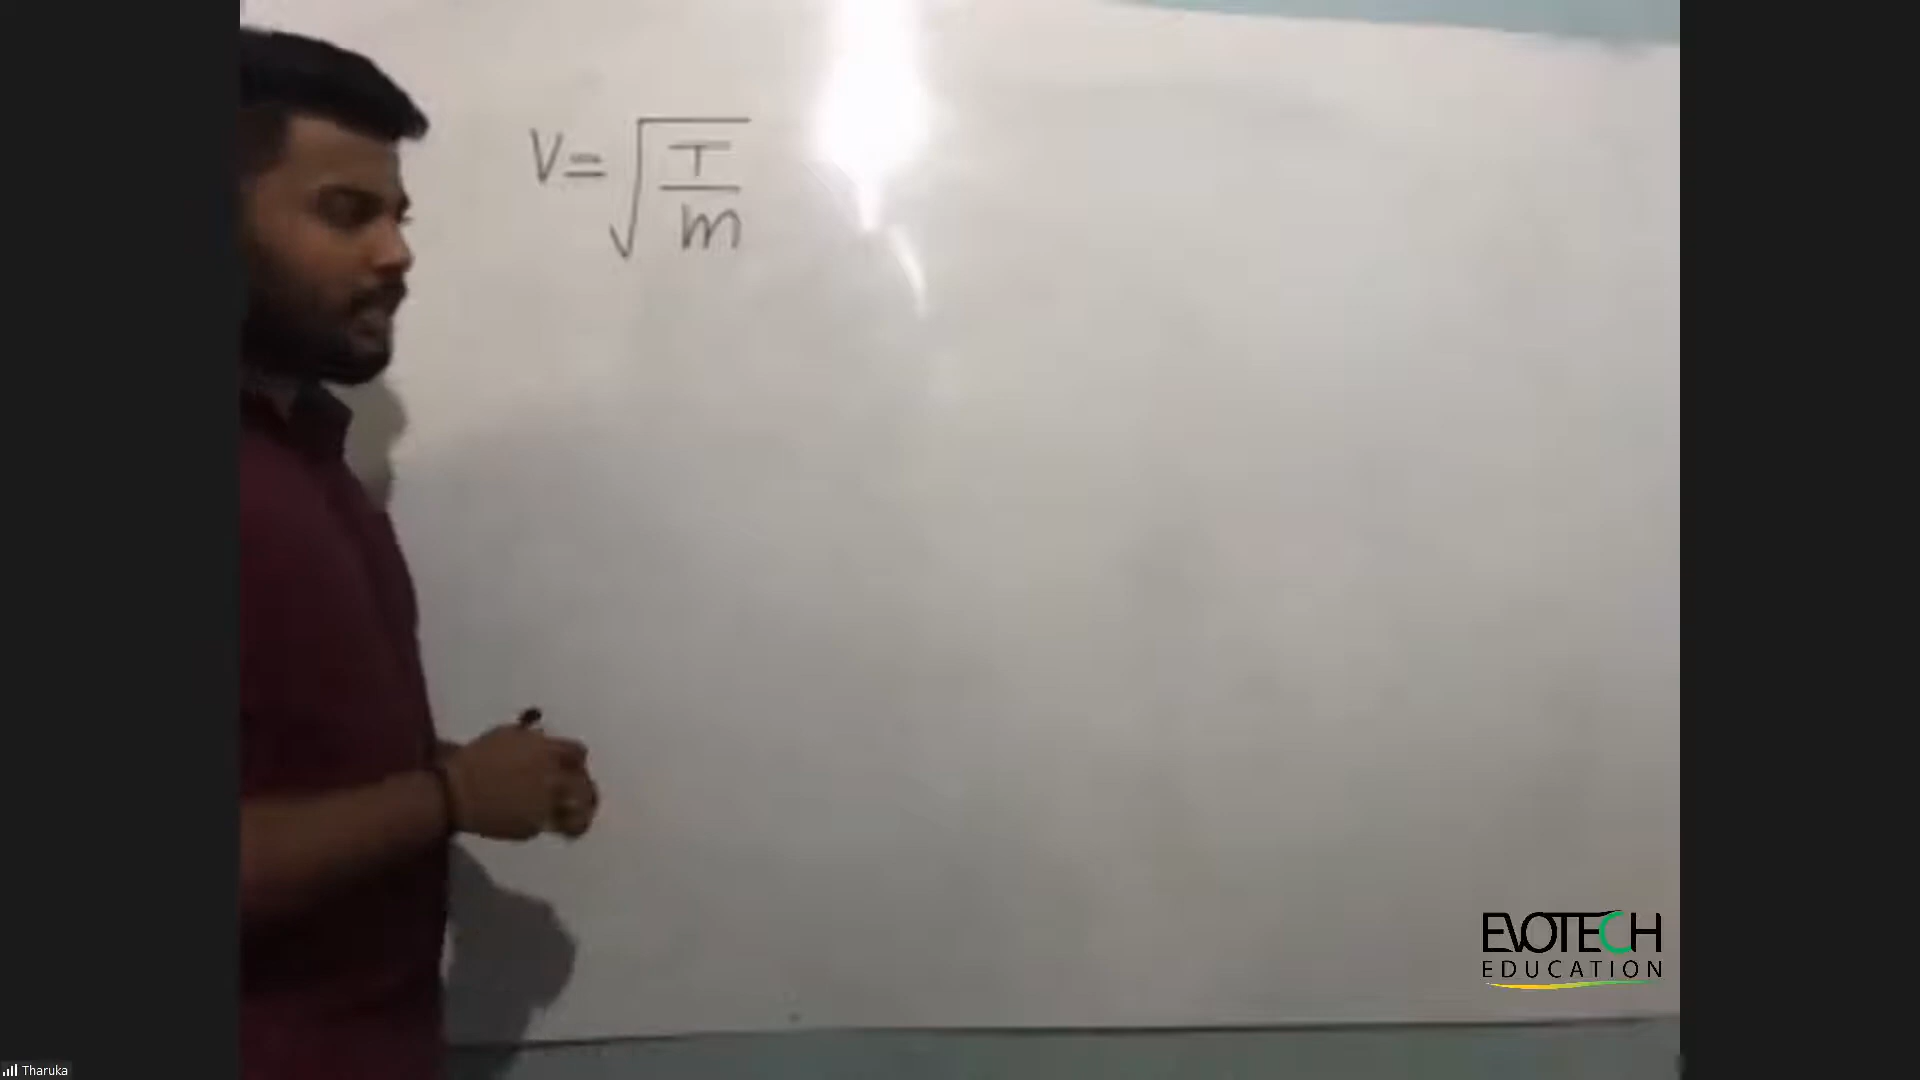 V = √(T/m)
EVOTECH
EDUCATION
Tharuka